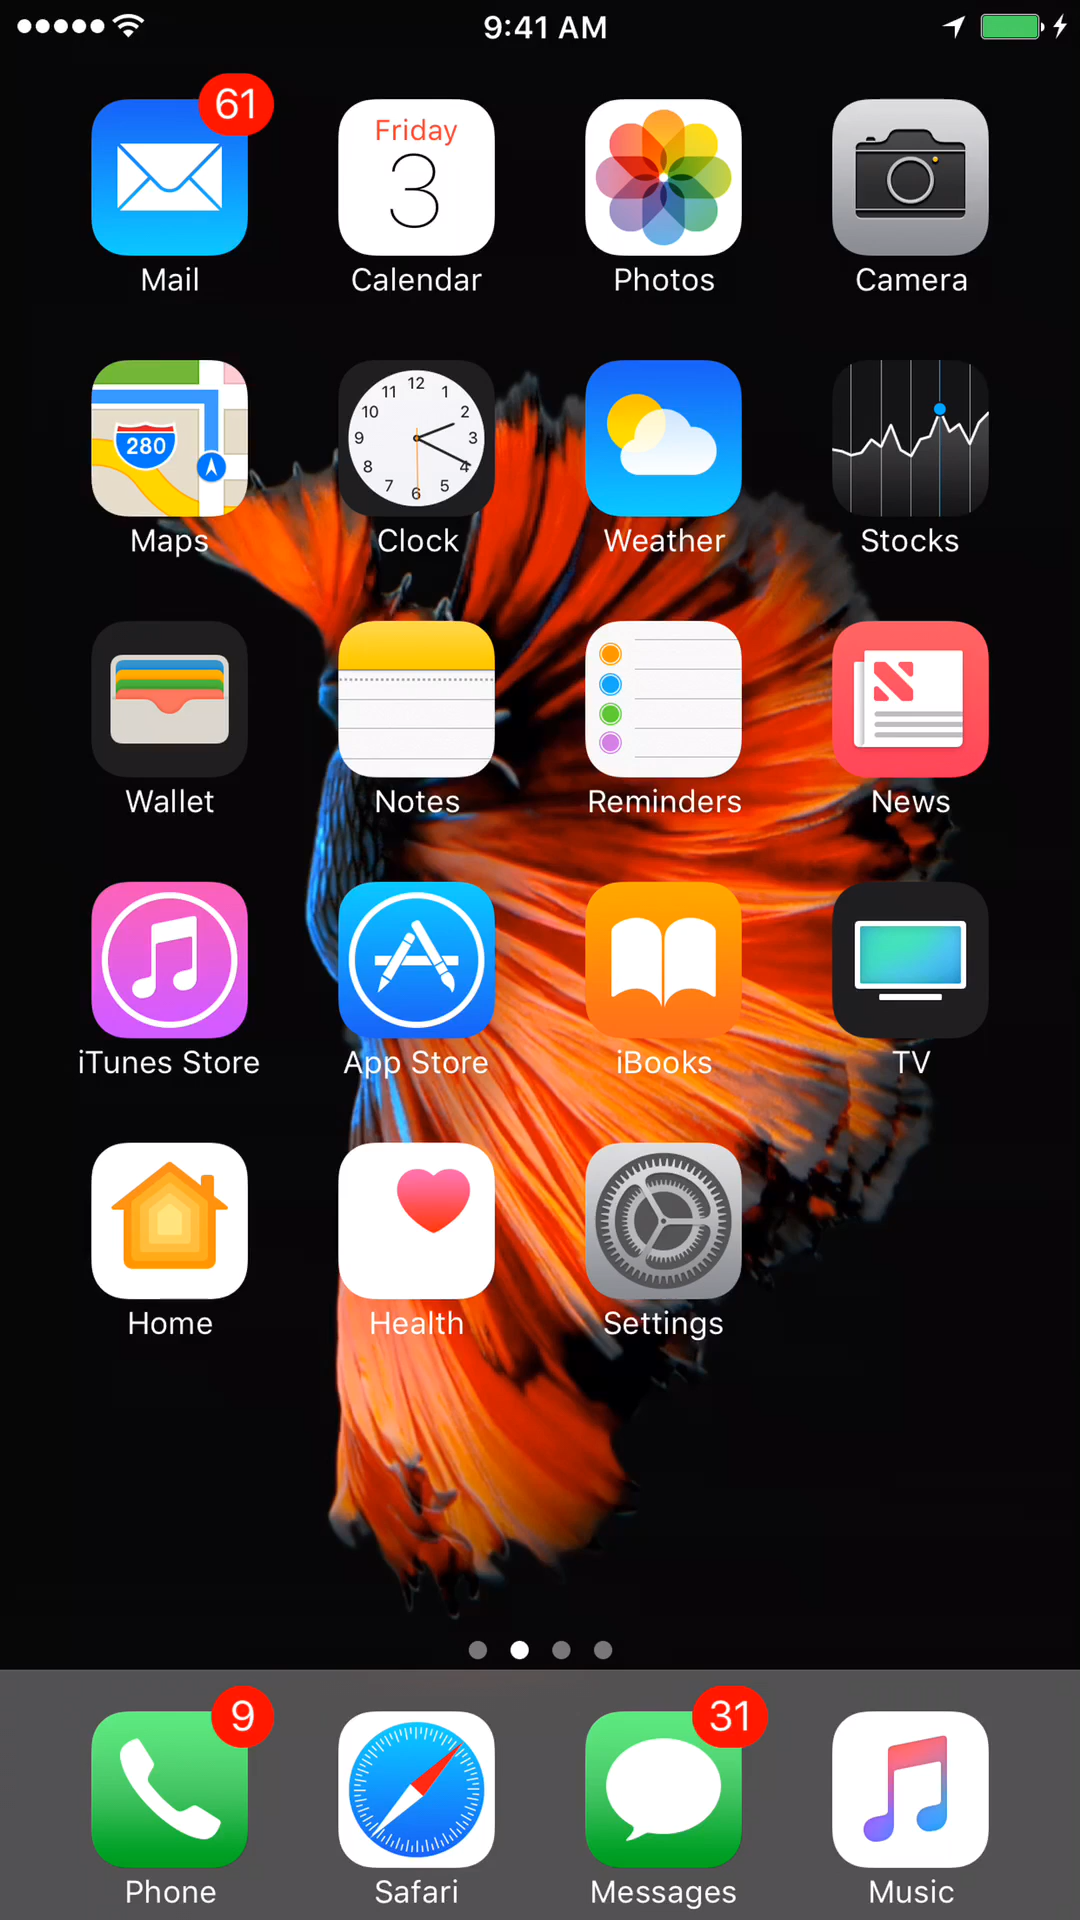 9:41 AM
61
Friday
3
Mail
Calendar
Photos
Camera
280
12
11
1
10
2
9
3
8
4
7
5
6
Maps
Clock
Weather
Stocks
Wallet
Notes
Reminders
News
iTunes Store
App Store
iBooks
TV
Home
Health
Settings
9
31
Phone
Safari
Messages
Music